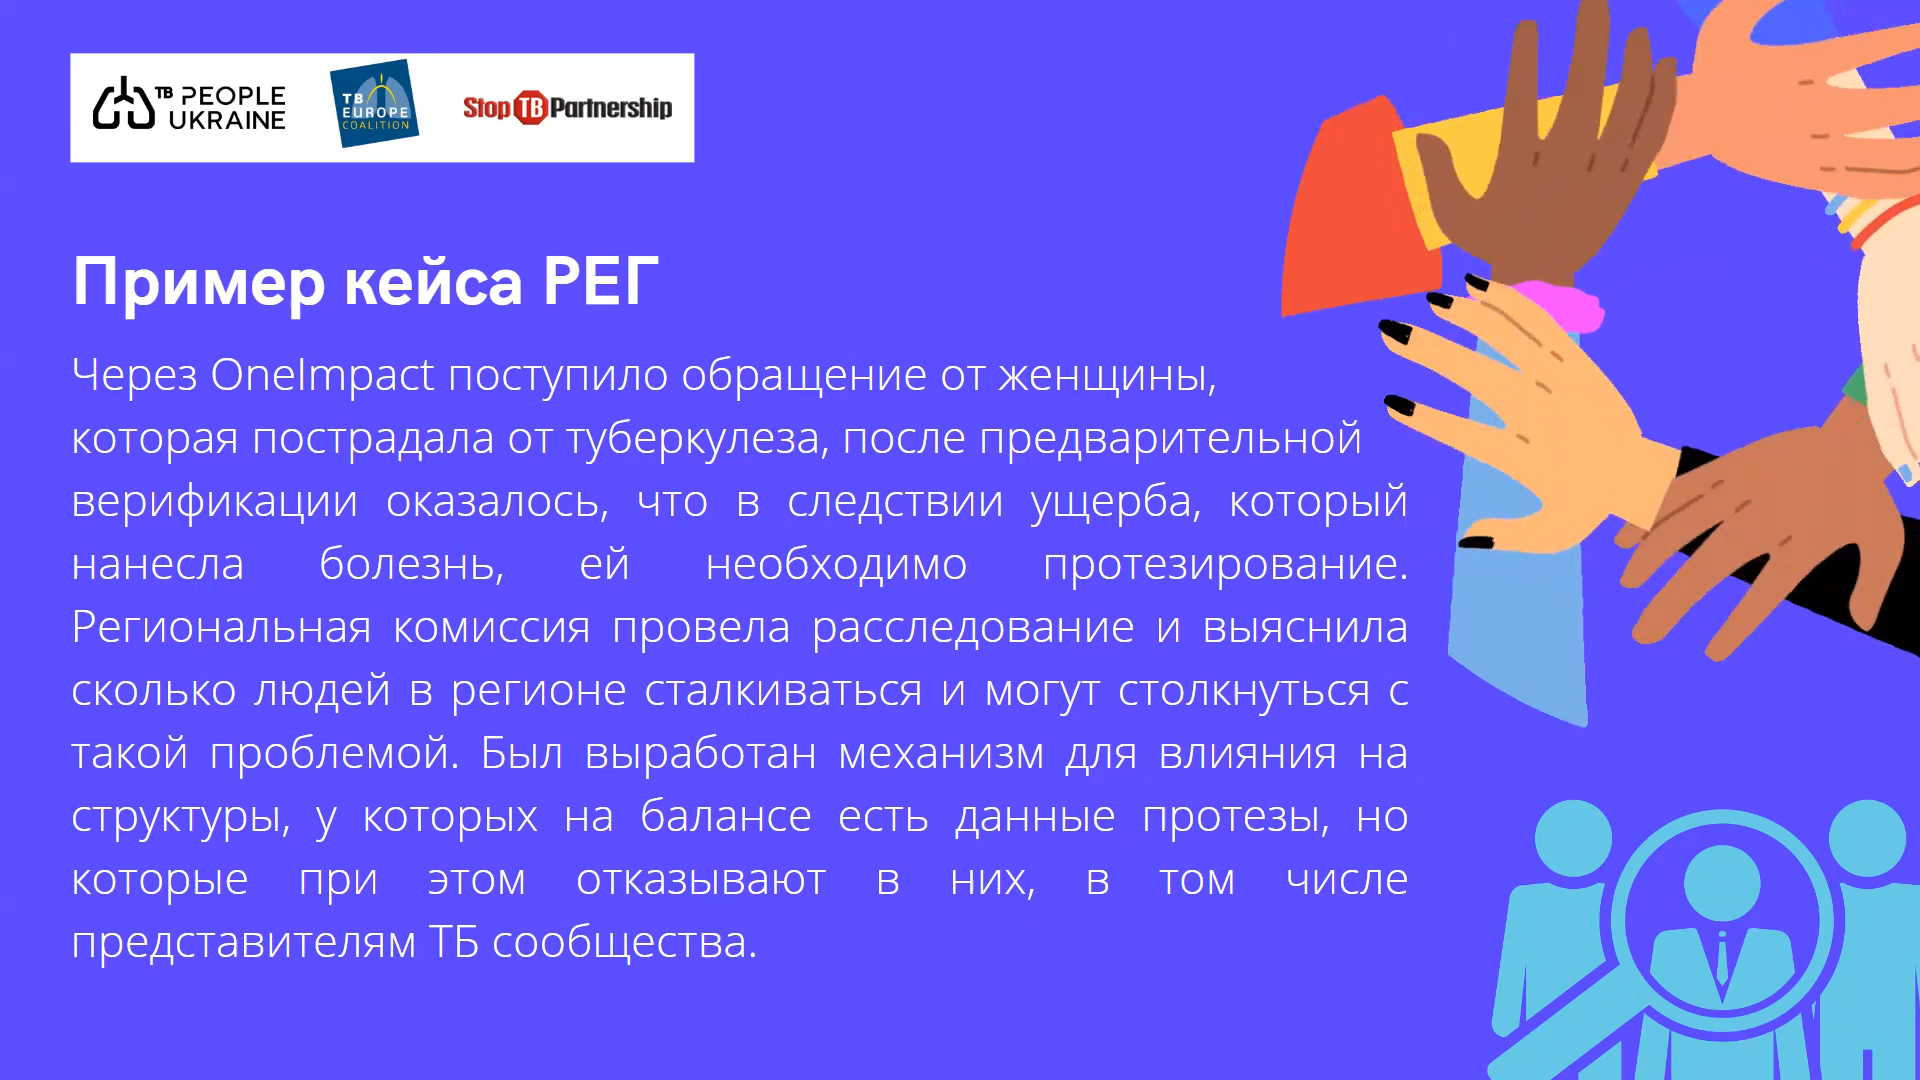 TB PEOPLE
UKRAINE
TB
EUROPE
COALITION
Stop TB Partnership
Пример кейса РЕГ
Через OneImpact поступило обращение от женщины,
которая пострадала от туберкулеза, после предварительной
верификации оказалось, что в следствии ущерба, который
нанесла болезнь, ей необходимо протезирование.
Региональная комиссия провела расследование и выяснила
сколько людей в регионе сталкиваться и могут столкнуться с
такой проблемой. Был выработан механизм для влияния на
структуры, у которых на балансе есть данные протезы, но
которые при этом отказывают в них, в том числе
представителям ТБ сообщества.